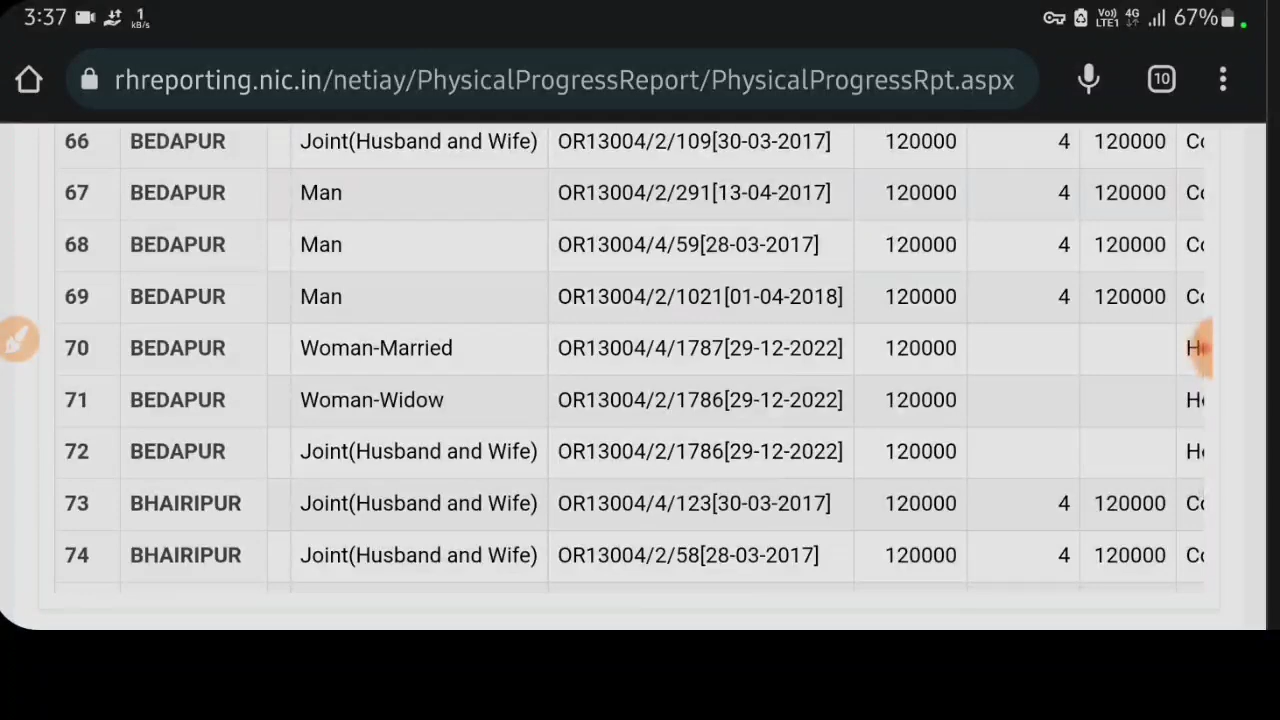 3:37 1 kB/s Vo) LTE1 4G 67%
rhreporting.nic.in/netiay/PhysicalProgressReport/PhysicalProgressRpt.aspx 10
66 BEDAPUR Joint(Husband and Wife) OR13004/2/109[30-03-2017] 120000 4 120000
67 BEDAPUR Man OR13004/2/291[13-04-2017] 120000 4 120000
68 BEDAPUR Man OR13004/4/59[28-03-2017] 120000 4 120000
69 BEDAPUR Man OR13004/2/1021[01-04-2018] 120000 4 120000
70 BEDAPUR Woman-Married OR13004/4/1787[29-12-2022] 120000
71 BEDAPUR Woman-Widow OR13004/2/1786[29-12-2022] 120000
72 BEDAPUR Joint(Husband and Wife) OR13004/2/1786[29-12-2022] 120000
73 BHAIRIPUR Joint(Husband and Wife) OR13004/4/123[30-03-2017] 120000 4 120000
74 BHAIRIPUR Joint(Husband and Wife) OR13004/2/58[28-03-2017] 120000 4 120000